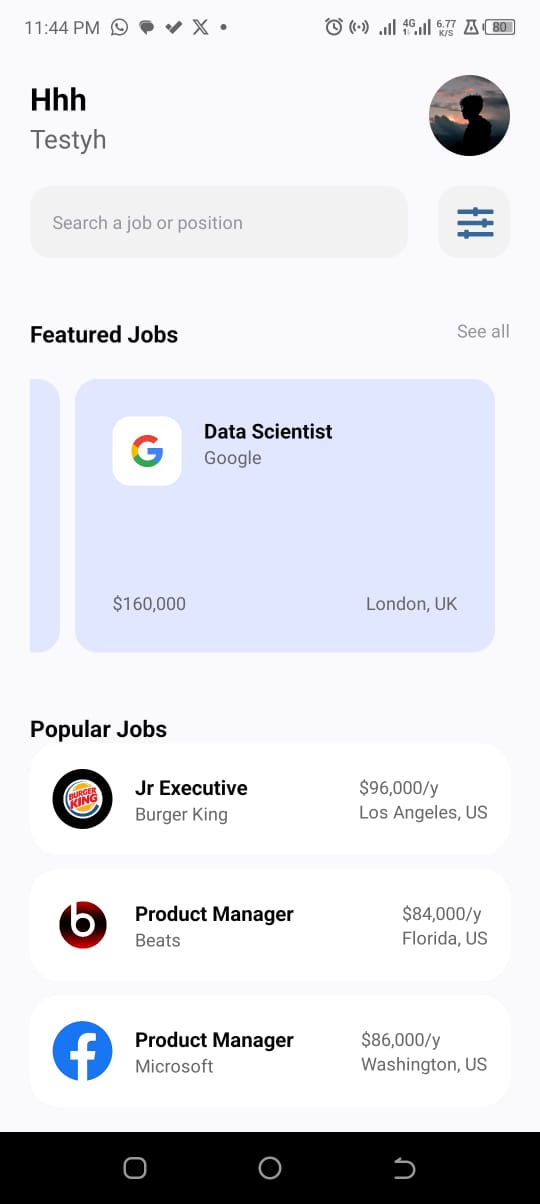 11:44 PM
4G 6.77 K/S 80
Hhh
Testyh
Search a job or position
Featured Jobs
See all
Data Scientist
Google
$160,000
London, UK
Popular Jobs
BURGER KING
Jr Executive
$96,000/y
Burger King
Los Angeles, US
Product Manager
$84,000/y
Beats
Florida, US
Product Manager
$86,000/y
Microsoft
Washington, US